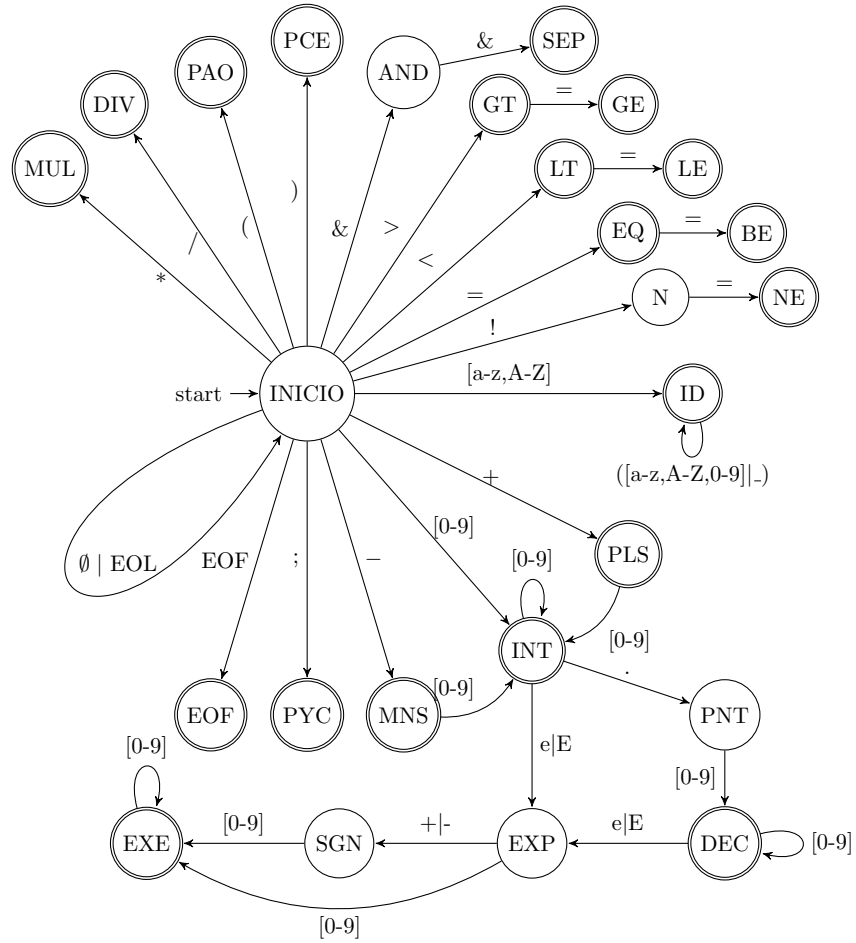 PCE
AND
&
SEP
PAO
DIV
GT
=
GE
MUL
LT
=
LE
)
(
/
*
&
>
<
EQ
=
BE
=
!
N
=
NE
start
INICIO
[a-z,A-Z]
ID
([a-z,A-Z,0-9]|_)
+
[0-9]
∅ | EOL
EOF
;
−
[0-9]
PLS
[0-9]
INT
.
[0-9]
EOF
PYC
MNS
PNT
[0-9]
e|E
[0-9]
EXE
[0-9]
SGN
+|-
EXP
e|E
DEC
[0-9]
[0-9]